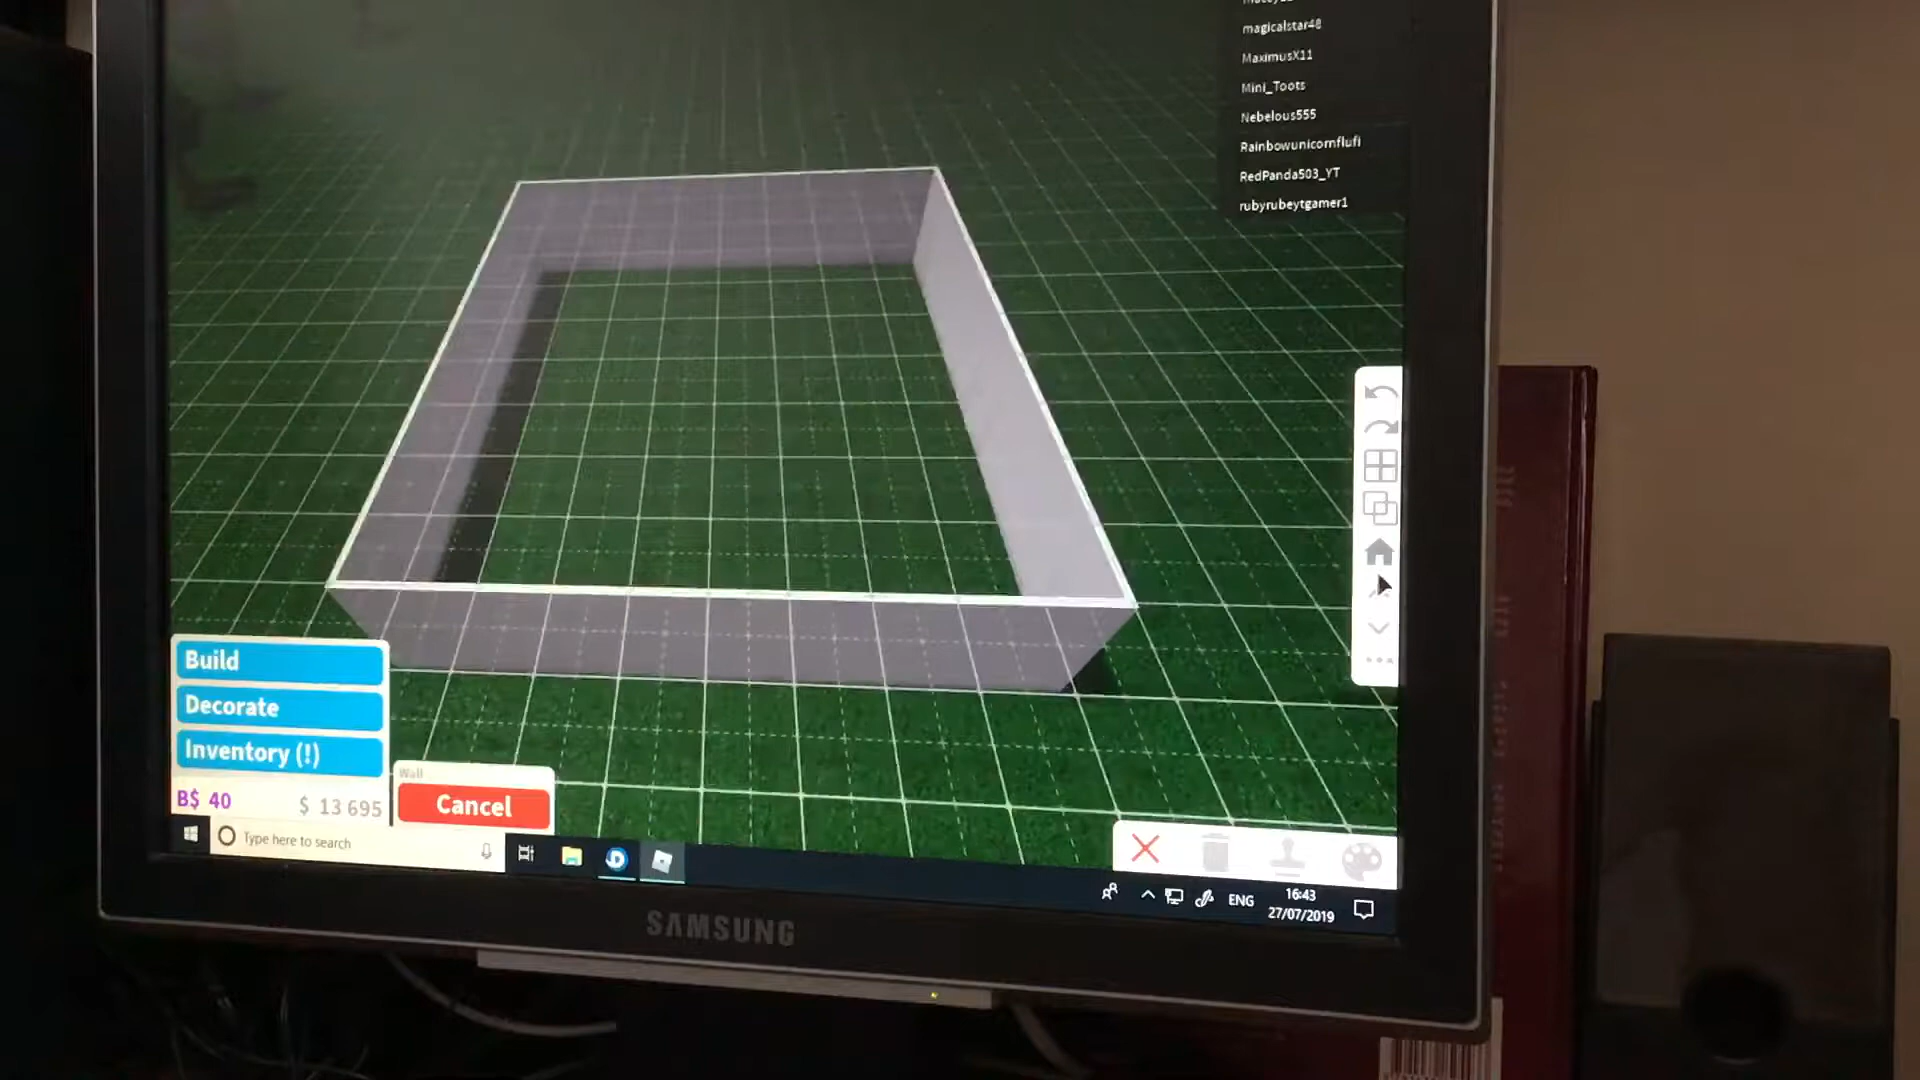 magicalstar48
MaximusX11
Mini_Toots
Nebelous555
Rainbowunicornflufi
RedPanda503_YT
rubyrubeytgamer1
Build
Decorate
Inventory (!)
B$ 40
$ 13 695
Wall
Cancel
Type here to search
ENG
16:43
27/07/2019
SAMSUNG